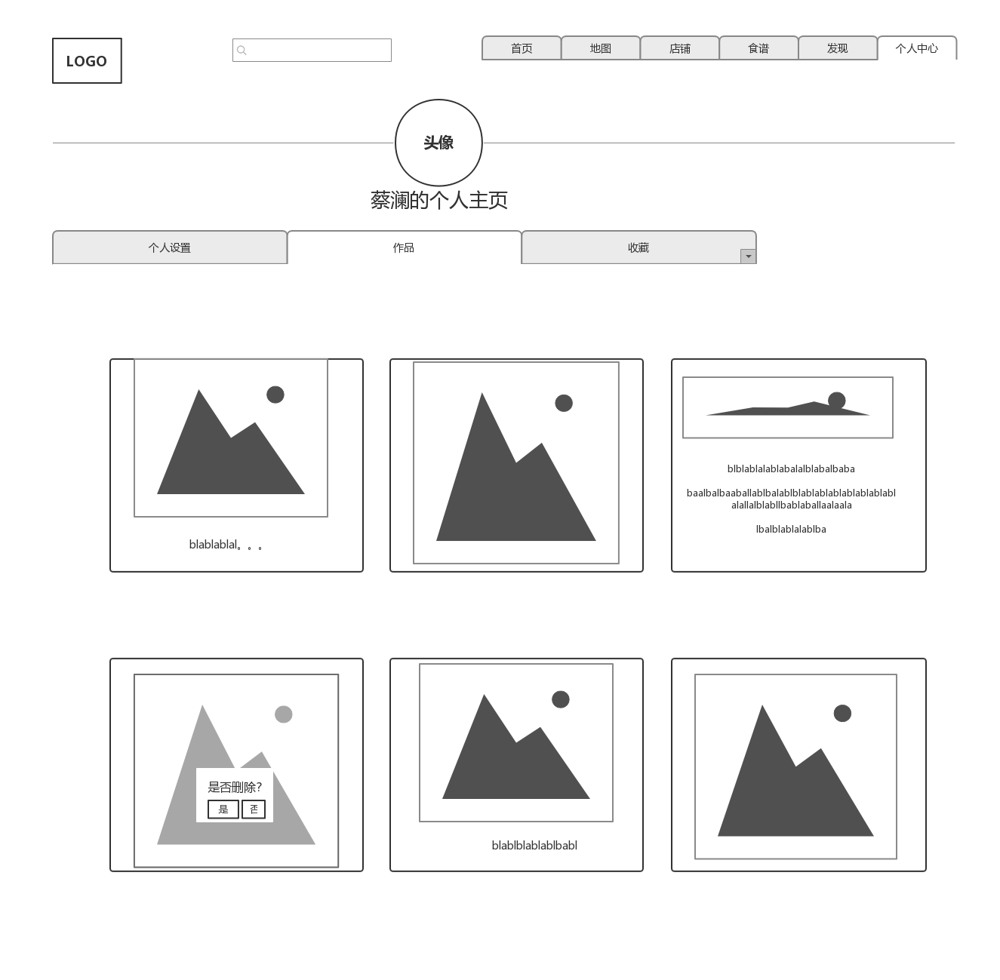 LOGO
首页
地图
店铺
食谱
发现
个人中心
头像
蔡澜的个人主页
个人设置
作品
收藏
blablablal。。。
blblablalablabalalblabalbaba
baalbalbaaballablbalablblablablablablablablablabl
alallalblablllbablaballaalaala
lbalblablalablba
是否删除?
是
否
blablblablablbabl